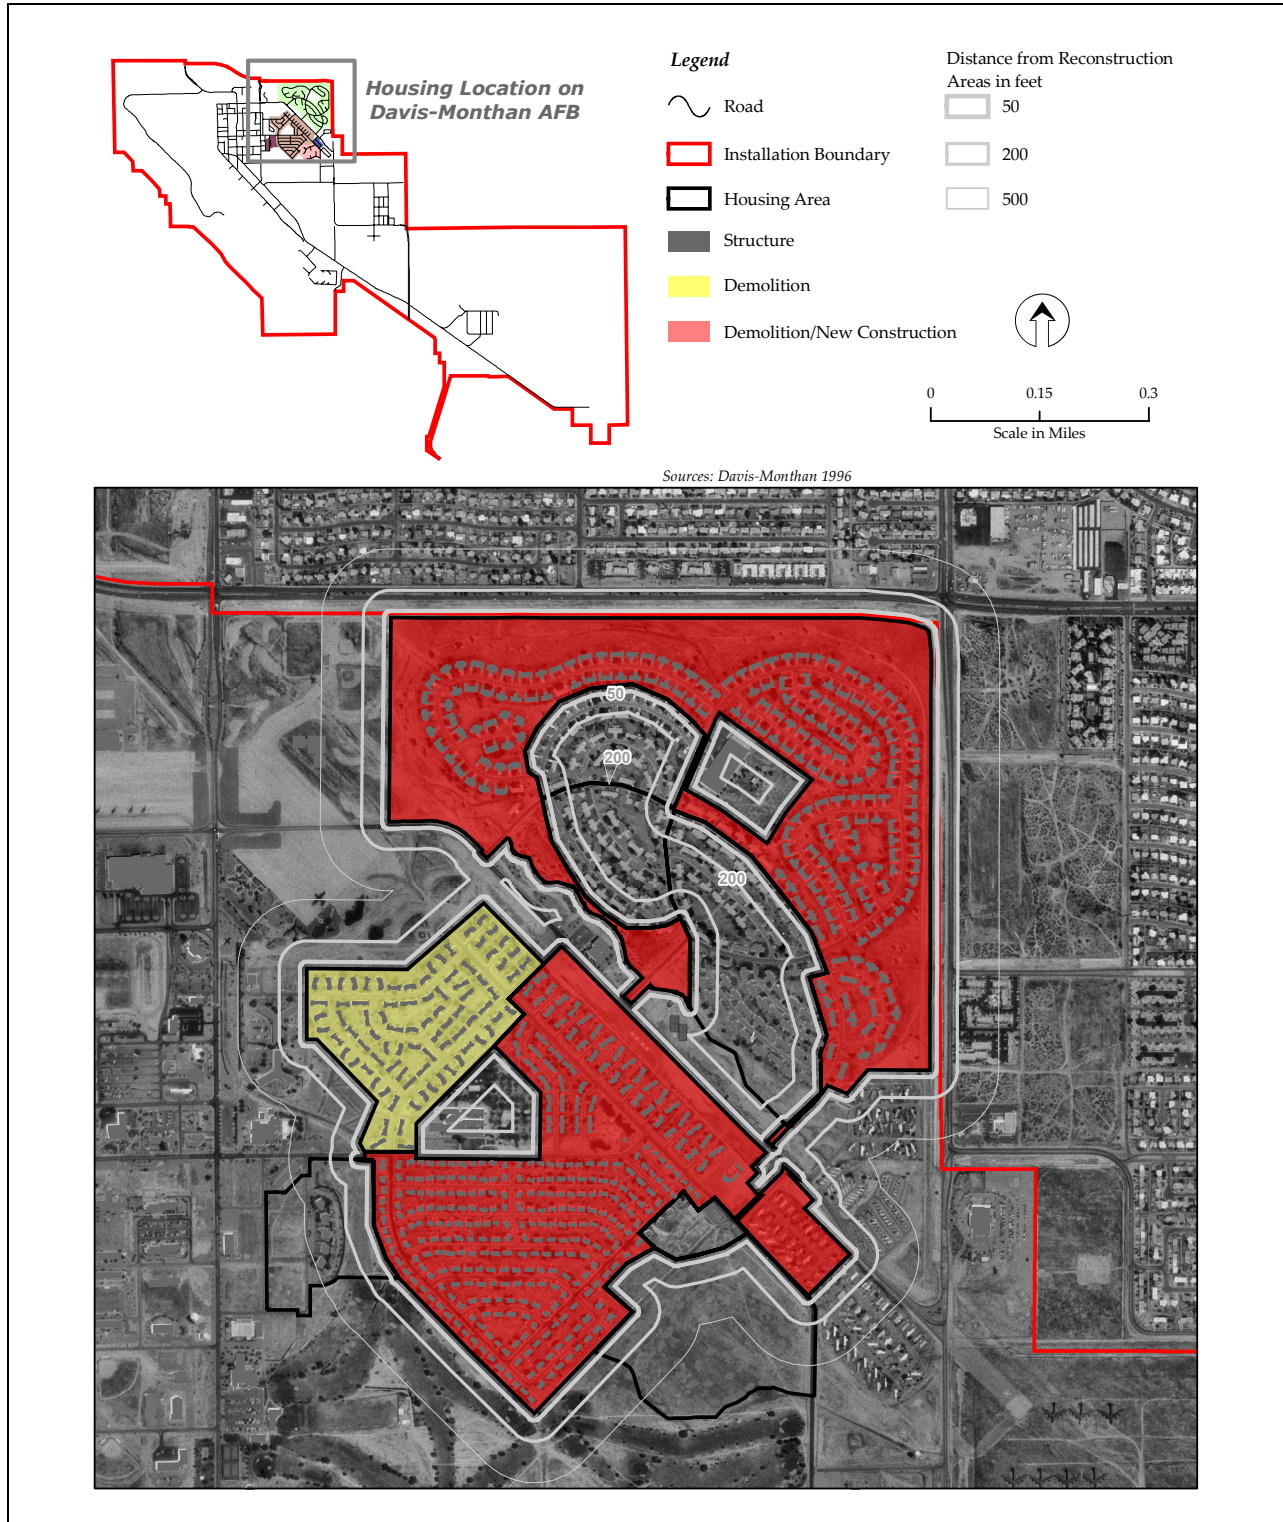 Housing Location on
Davis-Monthan AFB
Legend
Road
Installation Boundary
Housing Area
Structure
Demolition
Demolition/New Construction
Distance from Reconstruction
Areas in feet
50
200
500
0 0.15 0.3
Scale in Miles
Sources: Davis-Monthan 1996
50
200
200